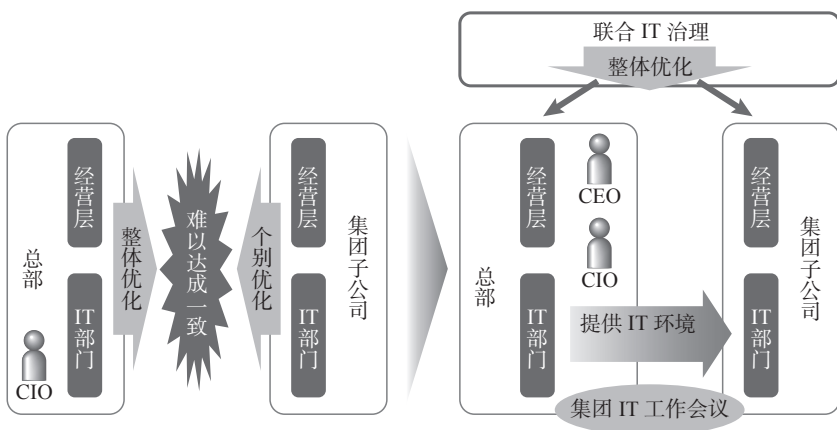 总部
经营层
IT部门
CIO
整体优化
难以达成一致
个别优化
经营层
IT部门
集团子公司
联合 IT 治理
整体优化
总部
经营层
IT部门
CEO
CIO
提供 IT 环境
集团 IT 工作会议
经营层
IT部门
集团子公司